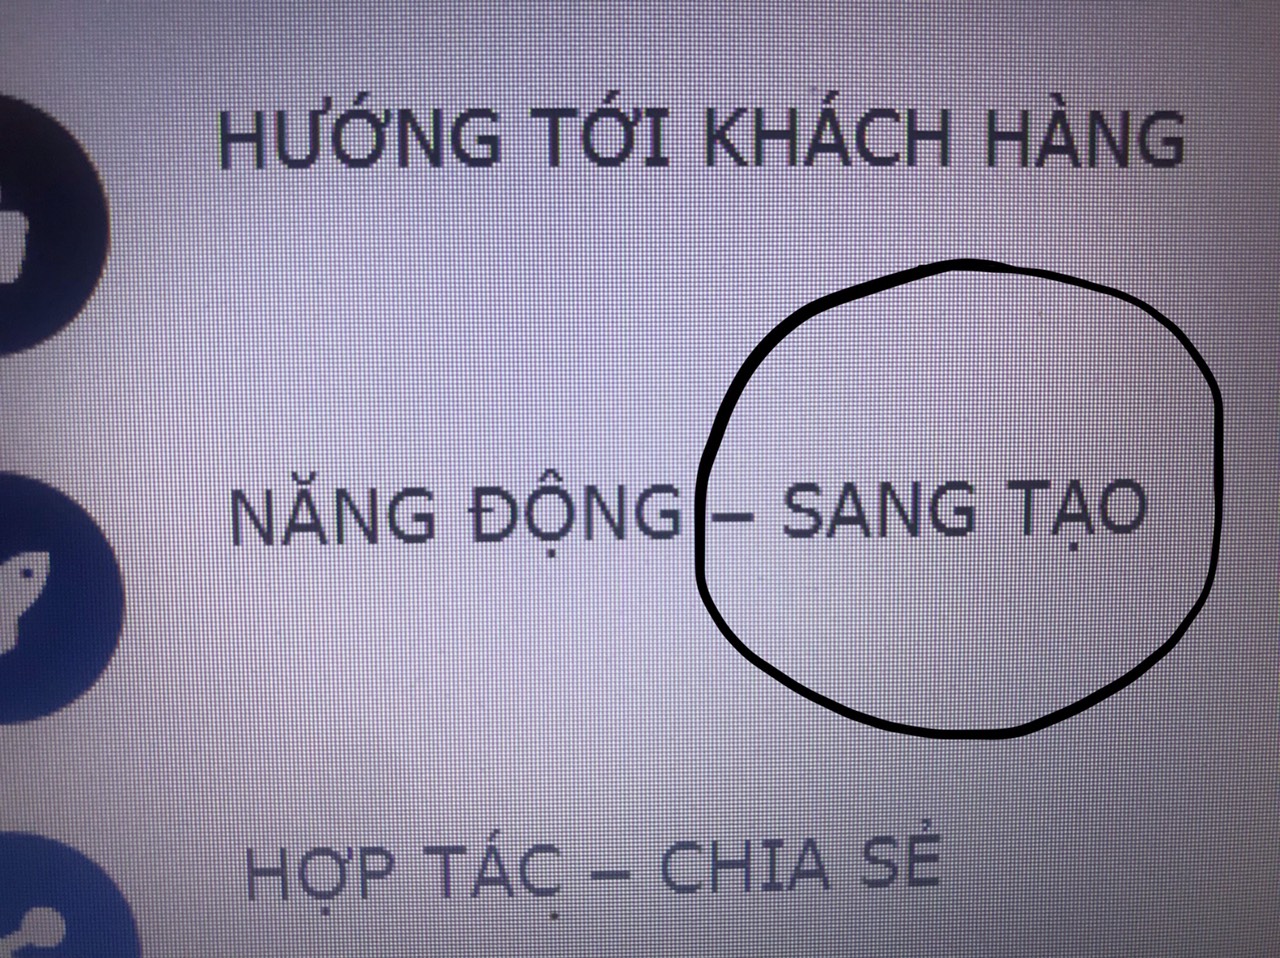 HƯỚNG TỚI KHÁCH HÀNG
NĂNG ĐỘNG – SANG TẠO
HỢP TÁC – CHIA SẺ